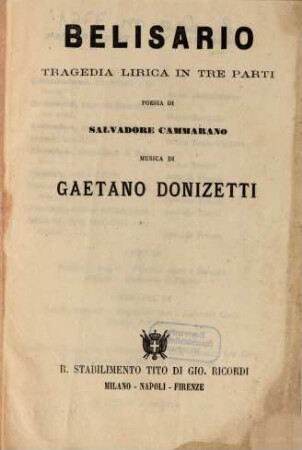 BELISARIO
TRAGEDIA LIRICA IN TRE PARTI
POESIA DI
SALVADORE CAMMARANO
MUSICA DI
GAETANO DONIZETTI
R. STABILIMENTO TITO DI GIO. RICORDI
MILANO - NAPOLI - FIRENZE